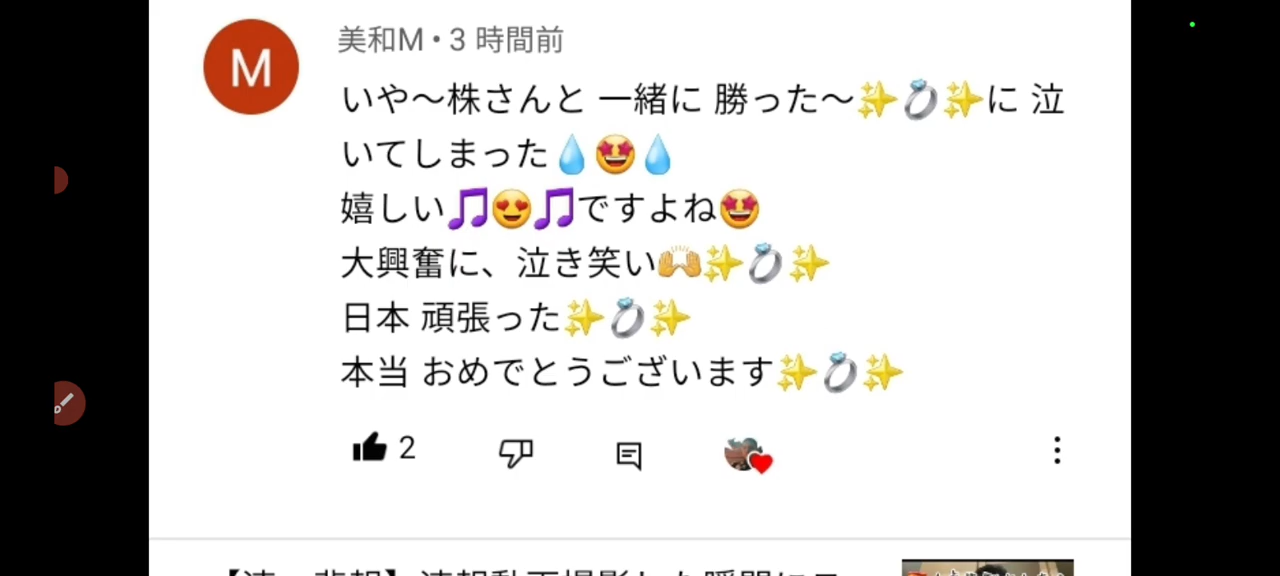 M
美和M • 3 時間前
いや〜株さんと 一緒に 勝った〜✨💍✨に 泣
いてしまった💧🤩💧
嬉しい🎵😍🎵ですよね🤩
大興奮に、泣き笑い🙌✨💍✨
日本 頑張った✨💍✨
本当 おめでとうございます✨💍✨
2